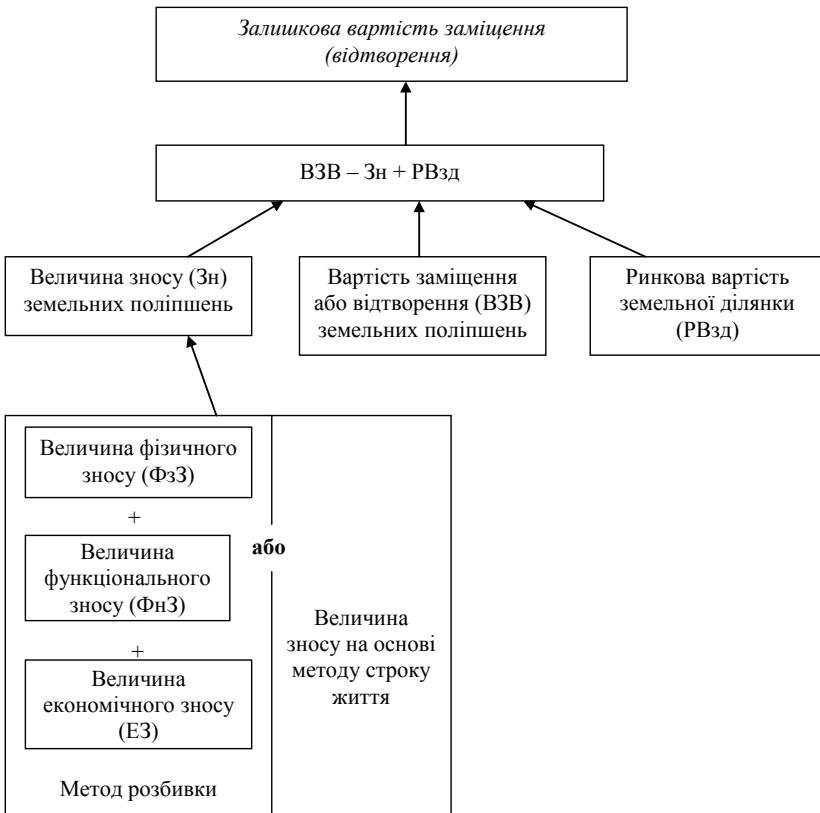 Залишкова вартість заміщення
(відтворення)
ВЗВ – Зн + РВзд
Величина зносу (Зн)
земельних поліпшень
Вартість заміщення
або відтворення (ВЗВ)
земельних поліпшень
Ринкова вартість
земельної ділянки
(РВзд)
Величина фізичного
зносу (ФзЗ)
+
Величина
функціонального
зносу (ФнЗ)
+
Величина
економічного зносу
(ЕЗ)
Метод розбивки
або
Величина
зносу на основі
методу строку
життя